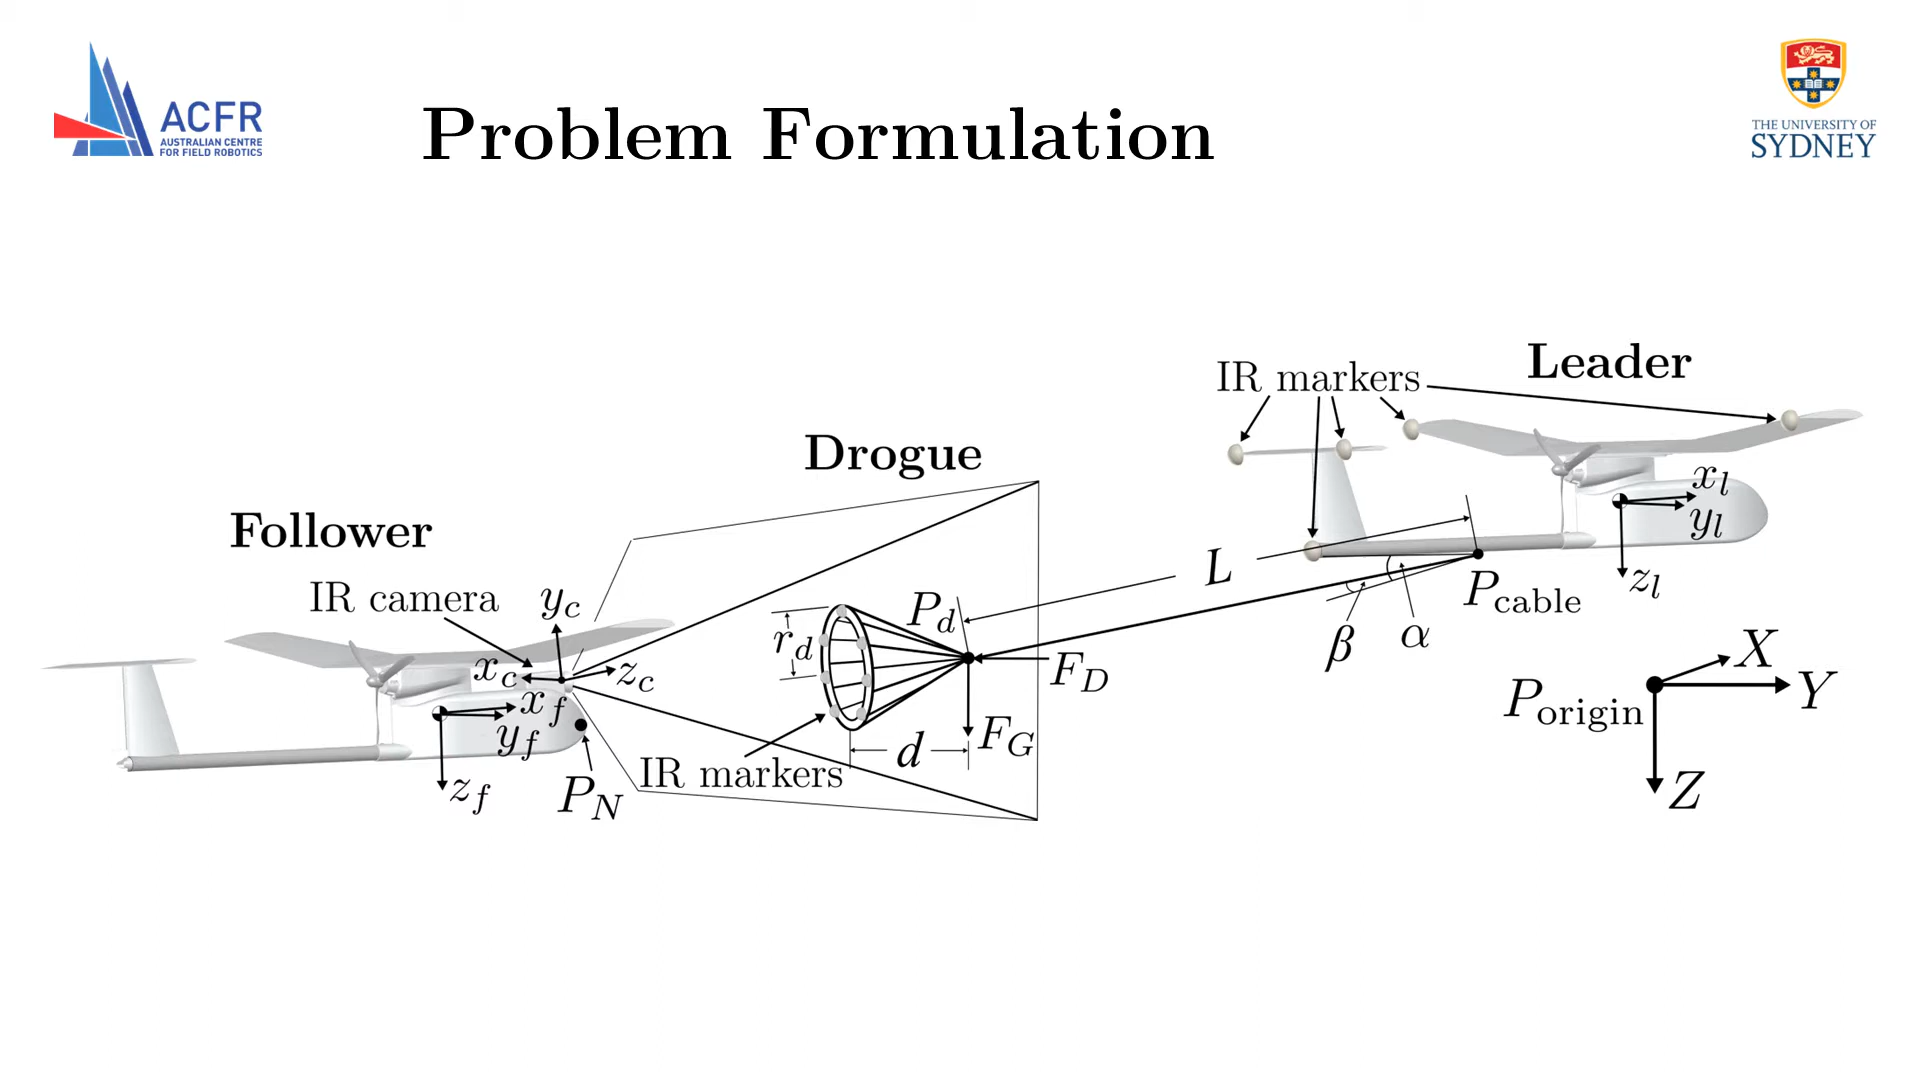 ACFR
AUSTRALIAN CENTRE
FOR FIELD ROBOTICS
Problem Formulation
THE UNIVERSITY OF
SYDNEY
Leader
IR markers
Drogue
Follower
IR camera
y_c
x_c
z_c
x_f
y_f
z_f
P_N
r_d
P_d
L
F_D
F_G
d
IR markers
β
α
P_cable
x_l
y_l
z_l
P_origin
X
Y
Z